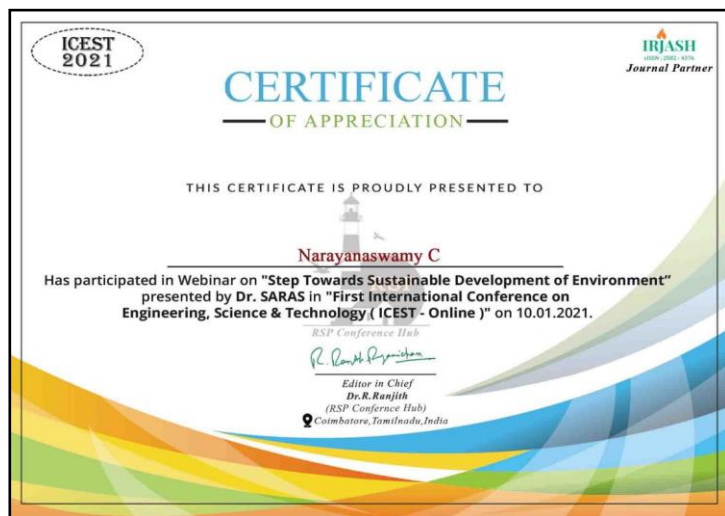 ICEST
2021
IRJASH
eISSN : 2582 - 4376
Journal Partner
CERTIFICATE
OF APPRECIATION
THIS CERTIFICATE IS PROUDLY PRESENTED TO
Narayanaswamy C
Has participated in Webinar on "Step Towards Sustainable Development of Environment"
presented by Dr. SARAS in "First International Conference on
Engineering, Science & Technology ( ICEST - Online )" on 10.01.2021.
RSP Conference Hub
Editor in Chief
Dr.R.Ranjith
(RSP Confernce Hub)
Coimbatore,Tamilnadu,India